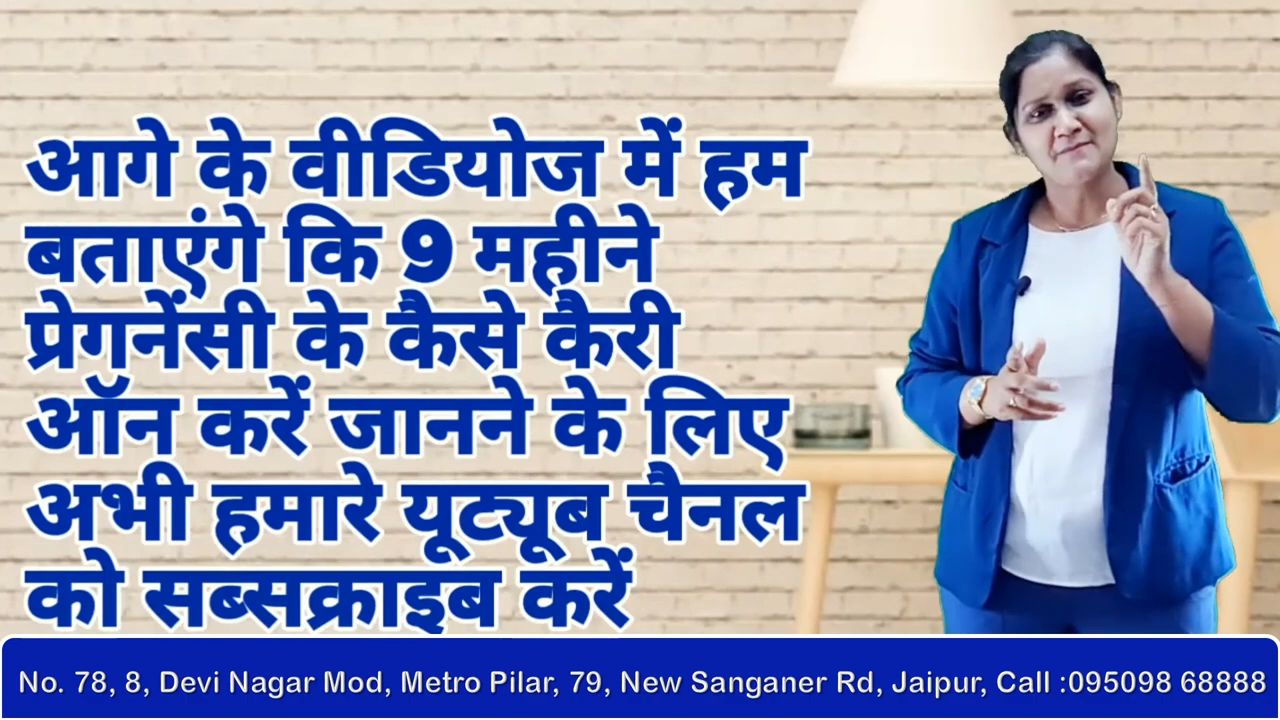 आगे के वीडियोज में हम
बताएंगे कि 9 महीने
प्रेगनेंसी के कैसे कैरी
ऑन करें जानने के लिए
अभी हमारे यूट्यूब चैनल
को सब्सक्राइब करें
No. 78, 8, Devi Nagar Mod, Metro Pilar, 79, New Sanganer Rd, Jaipur, Call :095098 68888